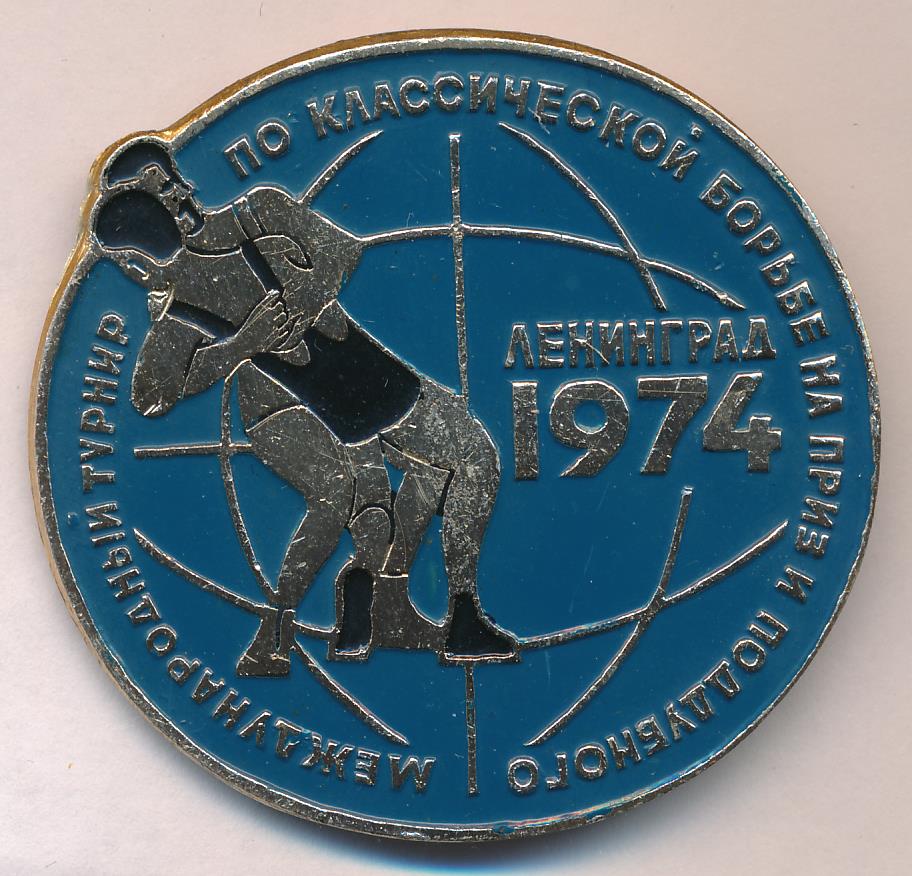 МЕЖДУНАРОДНЫЙ ТУРНИР ПО КЛАССИЧЕСКОЙ БОРЬБЕ НА ПРИЗ И ПОДДУБНОГО
ЛЕНИНГРАД
1974